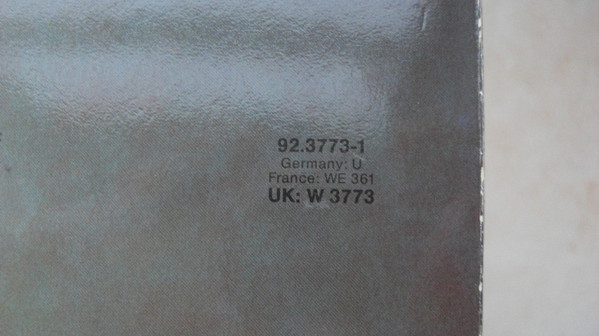 92.3773-1
Germany: U
France: WE 361
UK: W 3773